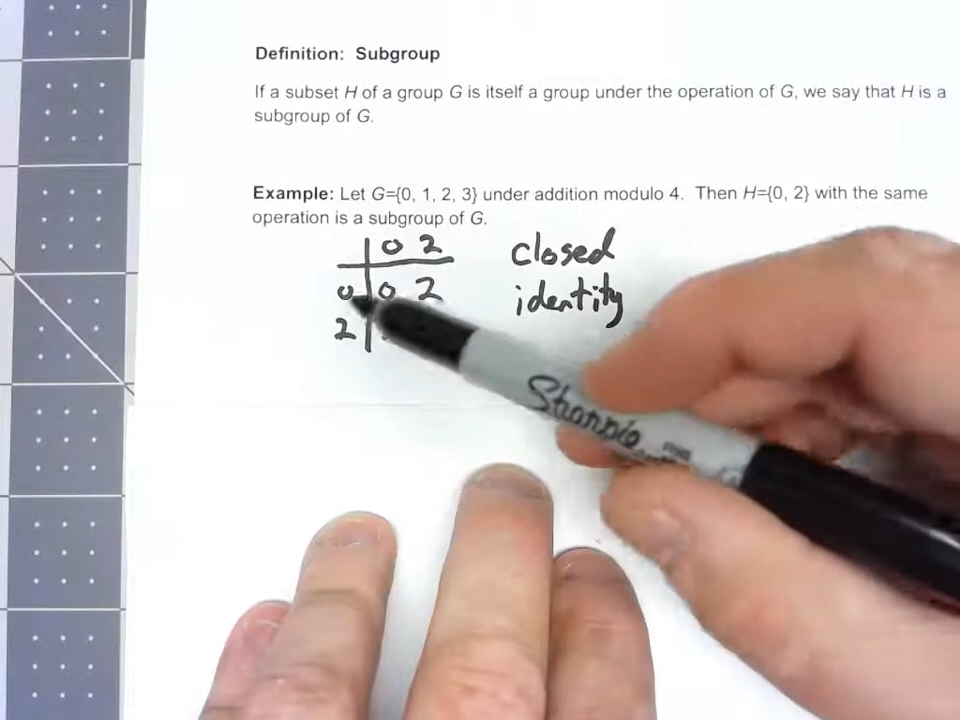 Definition: Subgroup
If a subset H of a group G is itself a group under the operation of G, we say that H is a
subgroup of G.
Example: Let G={0, 1, 2, 3} under addition modulo 4. Then H={0, 2} with the same
operation is a subgroup of G.
0 2 closed
0 0 2 identity
2
Sharpie